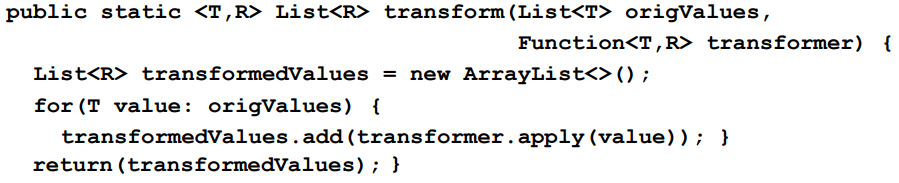 public static <T,R> List<R> transform(List<T> origValues,
Function<T,R> transformer) {
List<R> transformedValues = new ArrayList<>();
for(T value: origValues) {
transformedValues.add(transformer.apply(value)); }
return(transformedValues); }